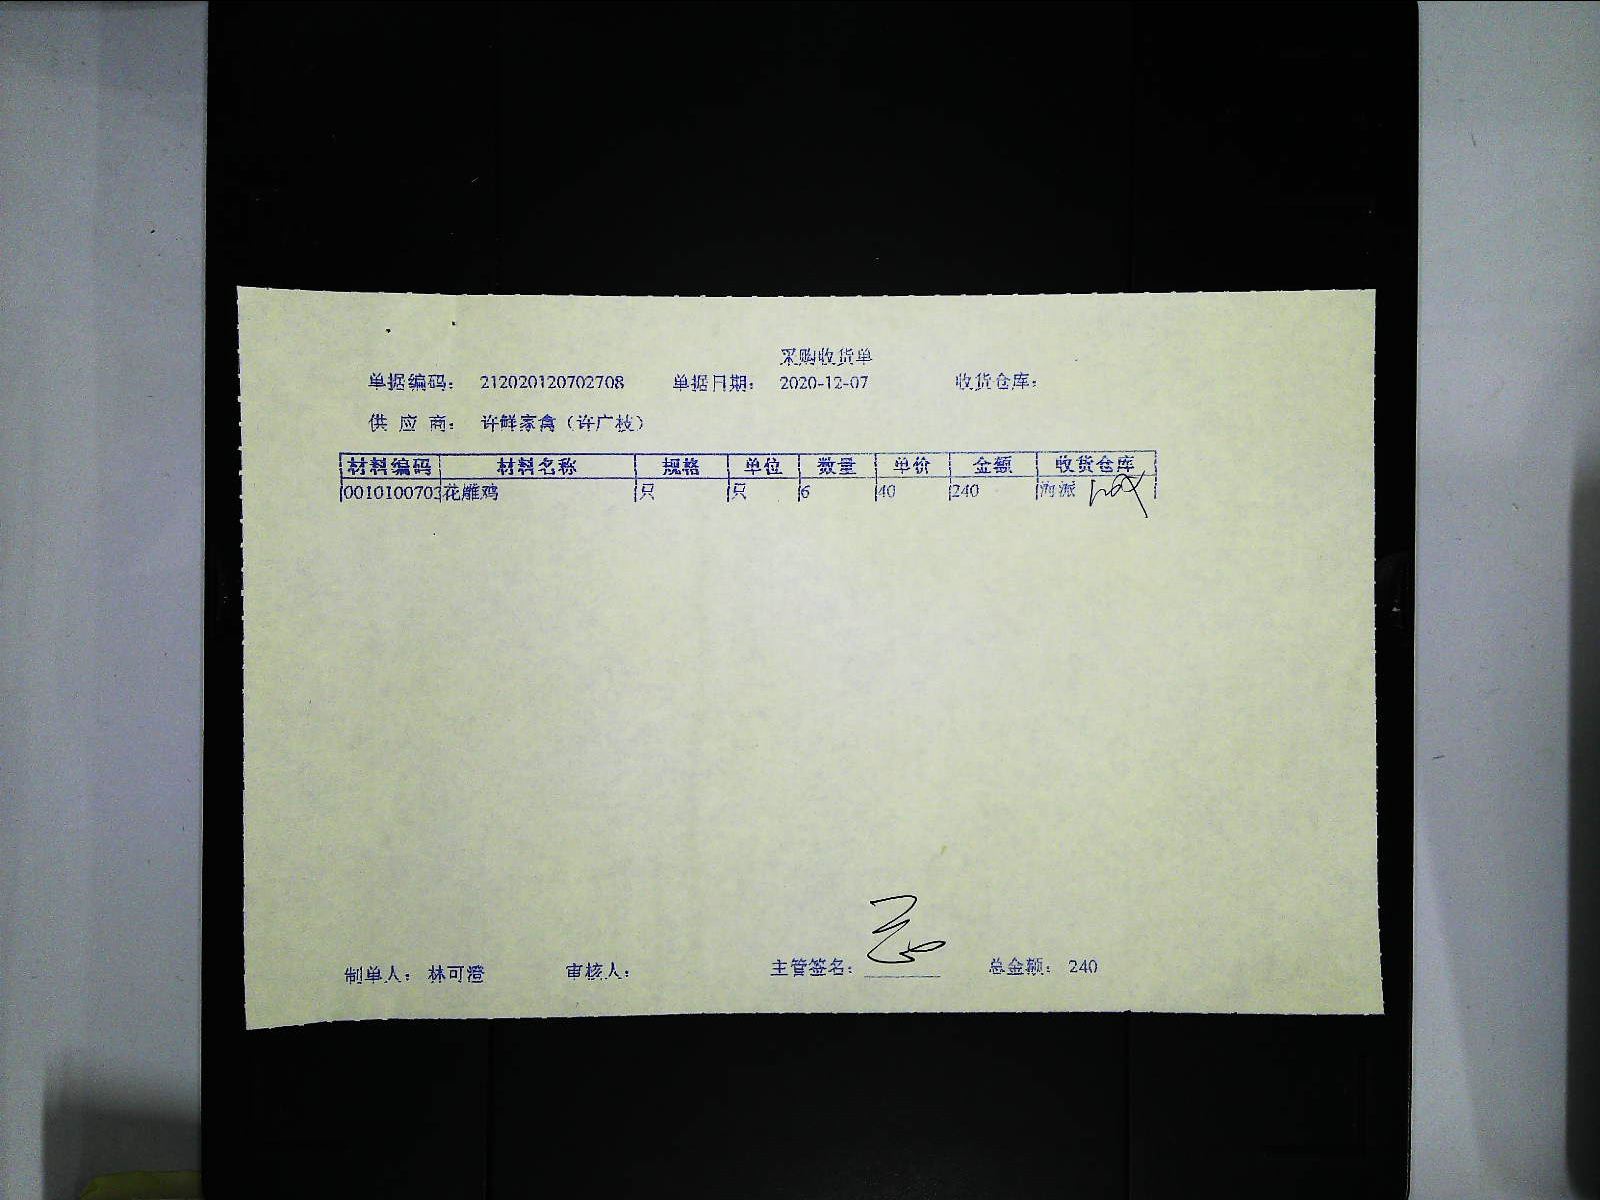 采购收货单
单据编码： 212020120702708 单据日期： 2020-12-07 收货仓库：
供 应 商： 许鲜家禽（许广枝）
材料编码 材料名称 规格 单位 数量 单价 金额 收货仓库
0010100703 花雕鸡 只 只 6 40 240 海派
制单人： 林可澄 审核人： 主管签名： 总金额： 240